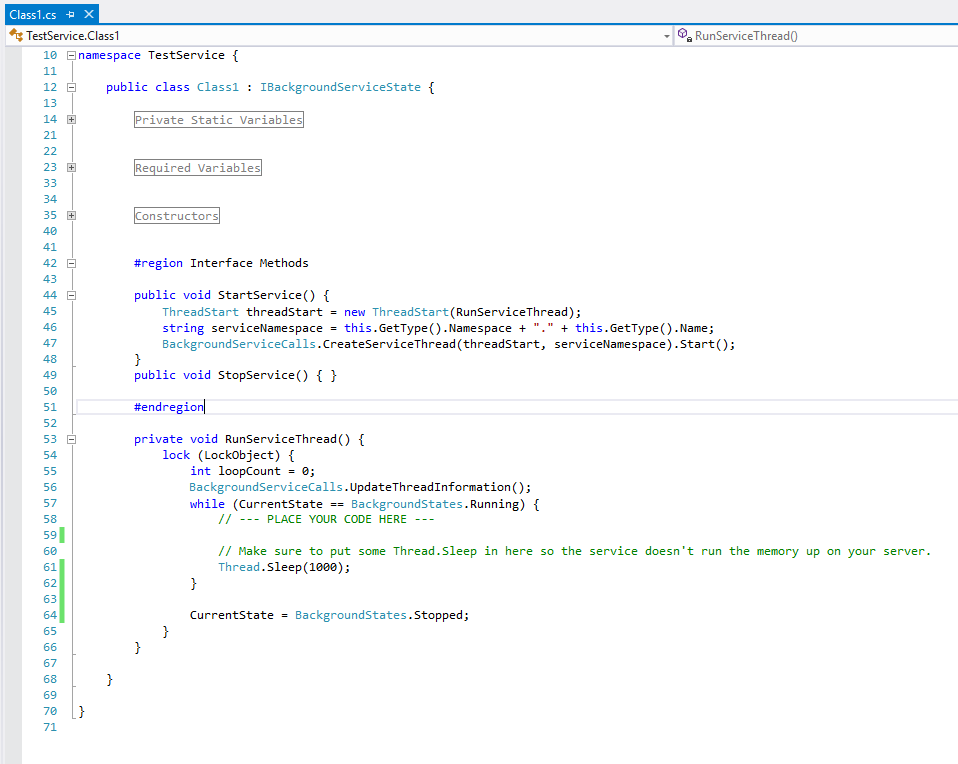 Class1.cs
TestService.Class1 RunServiceThread()
10 namespace TestService {
11
12 public class Class1 : IBackgroundServiceState {
13
14 Private Static Variables
21
22
23 Required Variables
33
34
35 Constructors
40
41
42 #region Interface Methods
43
44 public void StartService() {
45 ThreadStart threadStart = new ThreadStart(RunServiceThread);
46 string serviceNamespace = this.GetType().Namespace + "." + this.GetType().Name;
47 BackgroundServiceCalls.CreateServiceThread(threadStart, serviceNamespace).Start();
48 }
49 public void StopService() { }
50
51 #endregion
52
53 private void RunServiceThread() {
54 lock (LockObject) {
55 int loopCount = 0;
56 BackgroundServiceCalls.UpdateThreadInformation();
57 while (CurrentState == BackgroundStates.Running) {
58 // --- PLACE YOUR CODE HERE ---
59
60 // Make sure to put some Thread.Sleep in here so the service doesn't run the memory up on your server.
61 Thread.Sleep(1000);
62 }
63
64 CurrentState = BackgroundStates.Stopped;
65 }
66 }
67
68 }
69
70 }
71